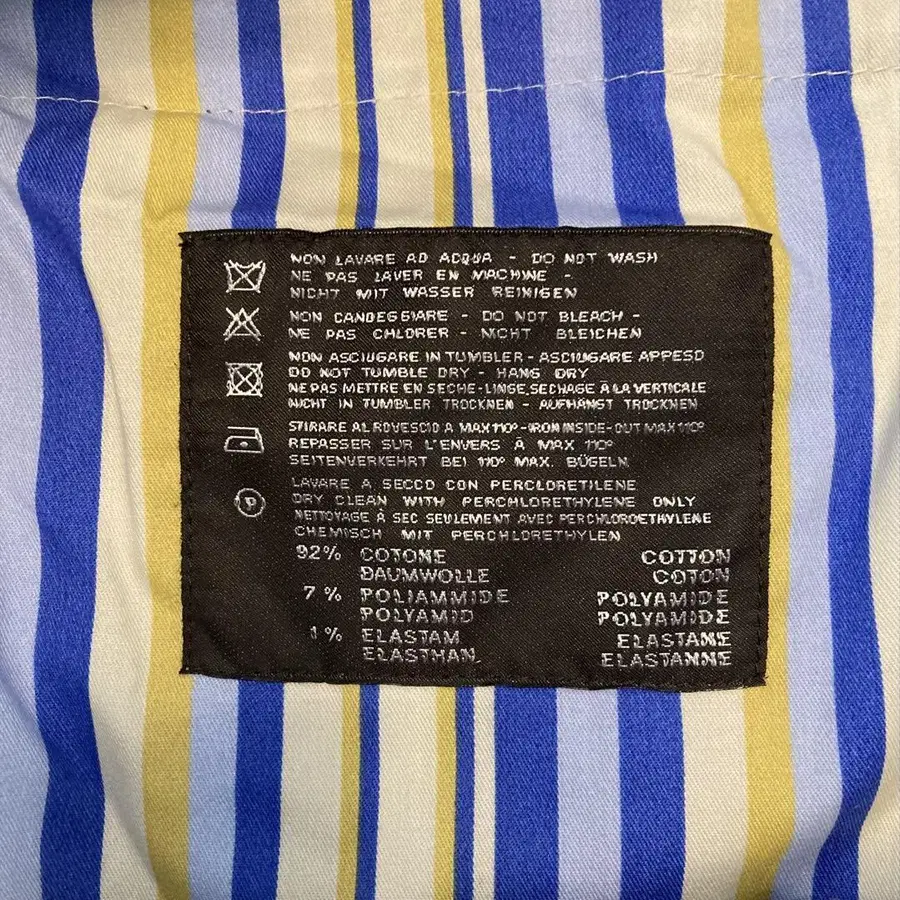 NON LAVARE AD ACQUA - DO NOT WASH
NE PAS LAVER EN MACHINE -
NICHT MIT WASSER REINIGEN
NON CANDEGGIARE - DO NOT BLEACH -
NE PAS CHLORER - NICHT BLEICHEN
NON ASCIUGARE IN TUMBLER - ASCIUGARE APPESO
DO NOT TUMBLE DRY - HANG DRY
NE PAS METTRE EN SECHE-LINGE, SECHAGE À LA VERTICALE
NICHT IN TUMBLER TROCKNEN - AUFHÄNGT TROCKNEN
STIRARE AL ROVESCIO A MAX 110° - IRON INSIDE-OUT MAX 110°
REPASSER SUR L'ENVERS À MAX 110°
SEITENVERKEHRT BEI 110° MAX. BÜGELN
LAVARE A SECCO CON PERCLORETILENE
P DRY CLEAN WITH PERCHLORETHYLENE ONLY
NETTOYAGE À SEC SEULEMENT AVEC PERCHLOROETHYLENE
CHEMISCH MIT PERCHLORETHYLEN
92% COTONE COTTON
BAUMWOLLE COTON
7 % POLIAMMIDE POLYAMIDE
POLYAMID POLYAMIDE
1% ELASTAM ELASTANE
ELASTHAN ELASTANNE